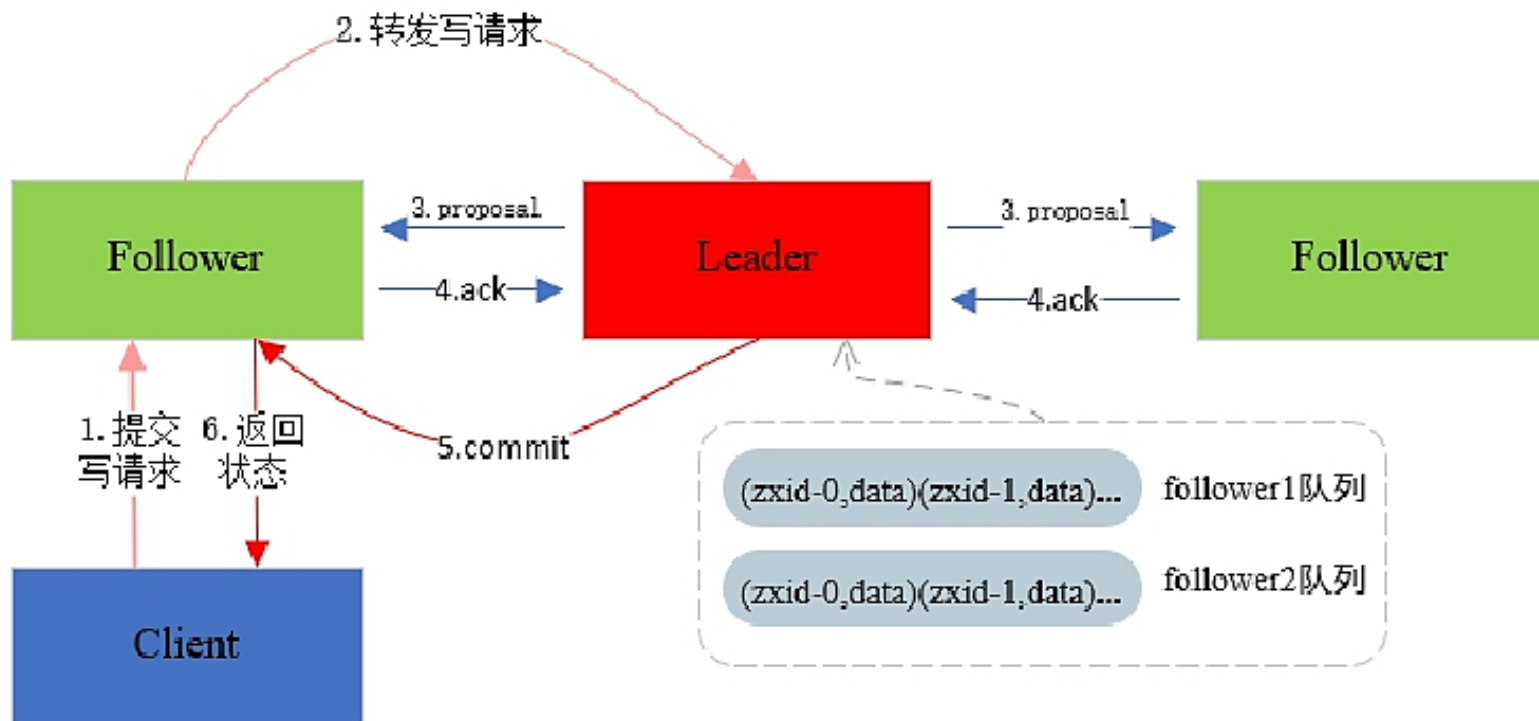 2.转发写请求
3.proposal
3.proposal
Follower
Leader
Follower
4.ack
4.ack
1.提交
写请求
6.返回
状态
5.commit
(zxid-0,data)(zxid-1,data)...
follower1队列
(zxid-0,data)(zxid-1,data)...
follower2队列
Client